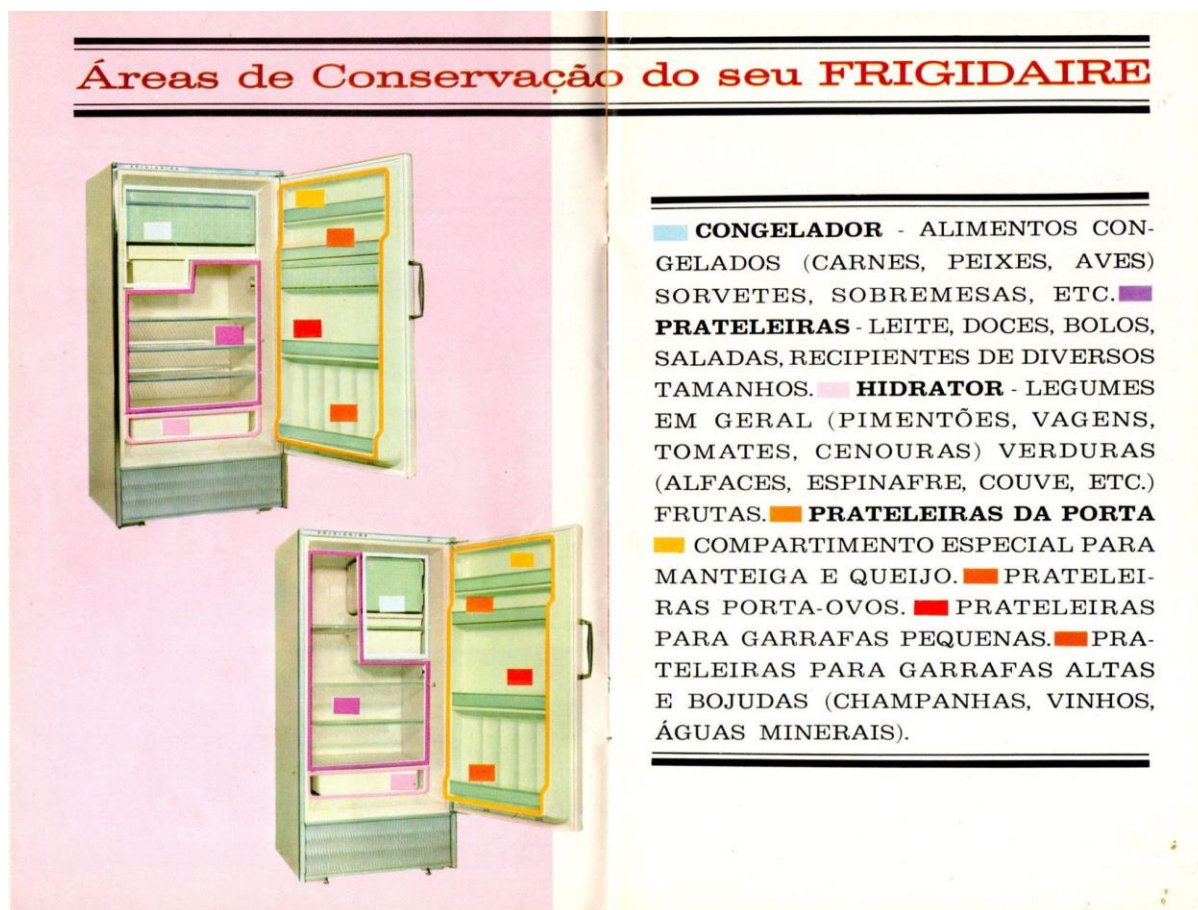 Áreas de Conservação do seu FRIGIDAIRE
FRIGIDAIRE
FRIGIDAIRE
CONGELADOR - ALIMENTOS CON-
GELADOS (CARNES, PEIXES, AVES)
SORVETES, SOBREMESAS, ETC.
PRATELEIRAS - LEITE, DOCES, BOLOS,
SALADAS, RECIPIENTES DE DIVERSOS
TAMANHOS. HIDRATOR - LEGUMES
EM GERAL (PIMENTÕES, VAGENS,
TOMATES, CENOURAS) VERDURAS
(ALFACES, ESPINAFRE, COUVE, ETC.)
FRUTAS. PRATELEIRAS DA PORTA
COMPARTIMENTO ESPECIAL PARA
MANTEIGA E QUEIJO. PRATELEI-
RAS PORTA-OVOS. PRATELEIRAS
PARA GARRAFAS PEQUENAS. PRA-
TELEIRAS PARA GARRAFAS ALTAS
E BOJUDAS (CHAMPANHAS, VINHOS,
ÁGUAS MINERAIS).